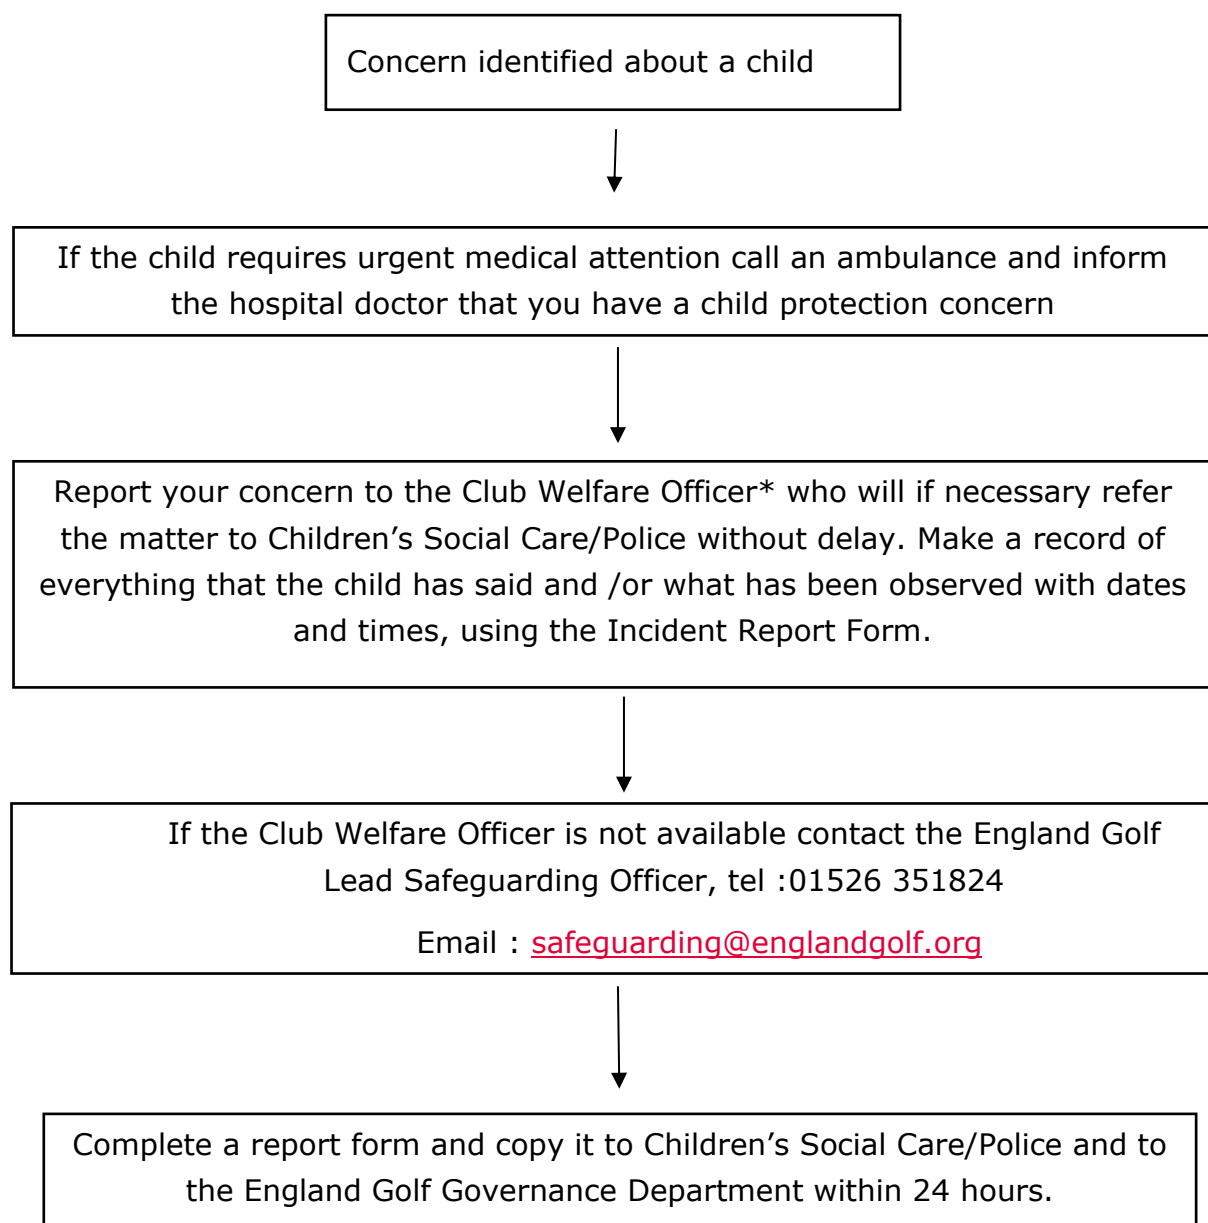 Concern identified about a child
If the child requires urgent medical attention call an ambulance and inform
the hospital doctor that you have a child protection concern
Report your concern to the Club Welfare Officer* who will if necessary refer
the matter to Children’s Social Care/Police without delay. Make a record of
everything that the child has said and /or what has been observed with dates
and times, using the Incident Report Form.
If the Club Welfare Officer is not available contact the England Golf
Lead Safeguarding Officer, tel :01526 351824
Email : safeguarding@englandgolf.org
Complete a report form and copy it to Children’s Social Care/Police and to
the England Golf Governance Department within 24 hours.